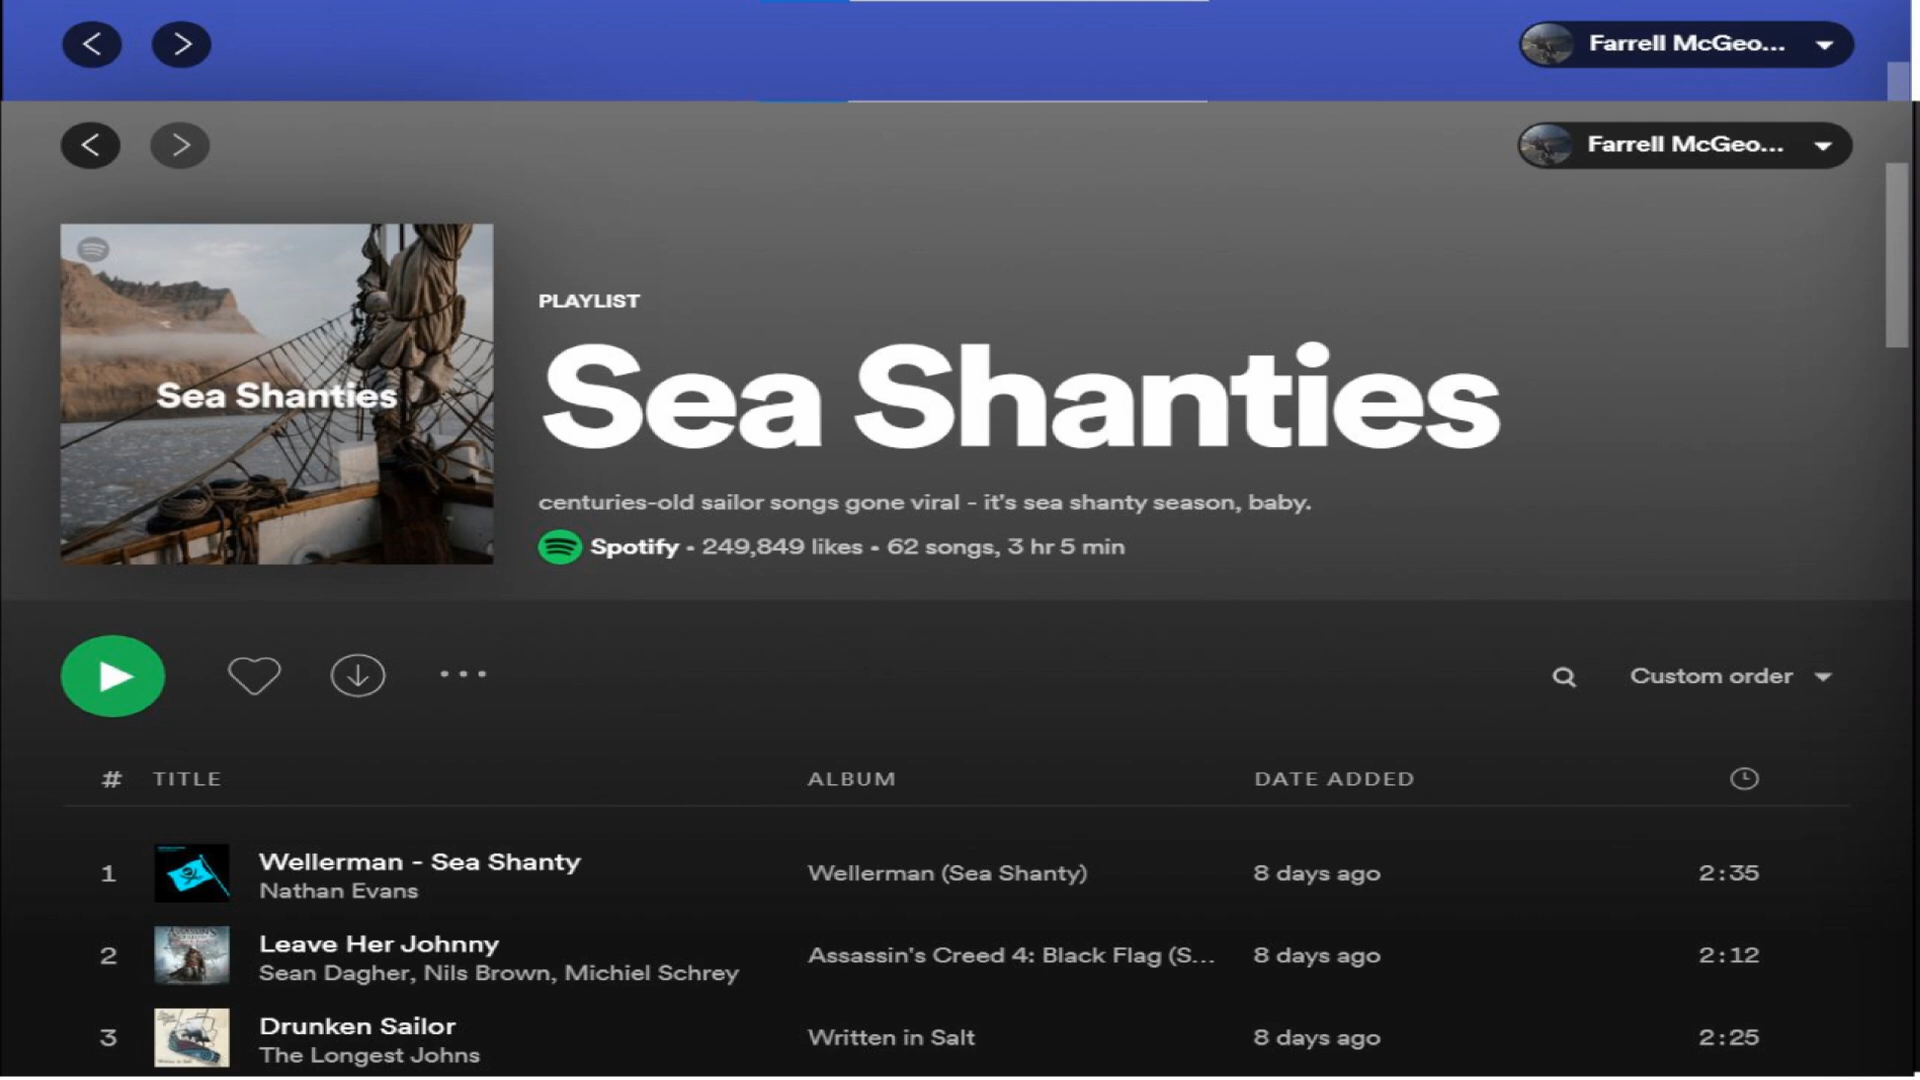 Farrell McGeo...
Farrell McGeo...
Sea Shanties
PLAYLIST
Sea Shanties
centuries-old sailor songs gone viral - it's sea shanty season, baby.
Spotify • 249,849 likes • 62 songs, 3 hr 5 min
Custom order
# TITLE ALBUM DATE ADDED
1 Wellerman - Sea Shanty Wellerman (Sea Shanty) 8 days ago 2:35
Nathan Evans
2 Leave Her Johnny Assassin's Creed 4: Black Flag (S... 8 days ago 2:12
Sean Dagher, Nils Brown, Michiel Schrey
3 Drunken Sailor Written in Salt 8 days ago 2:25
The Longest Johns